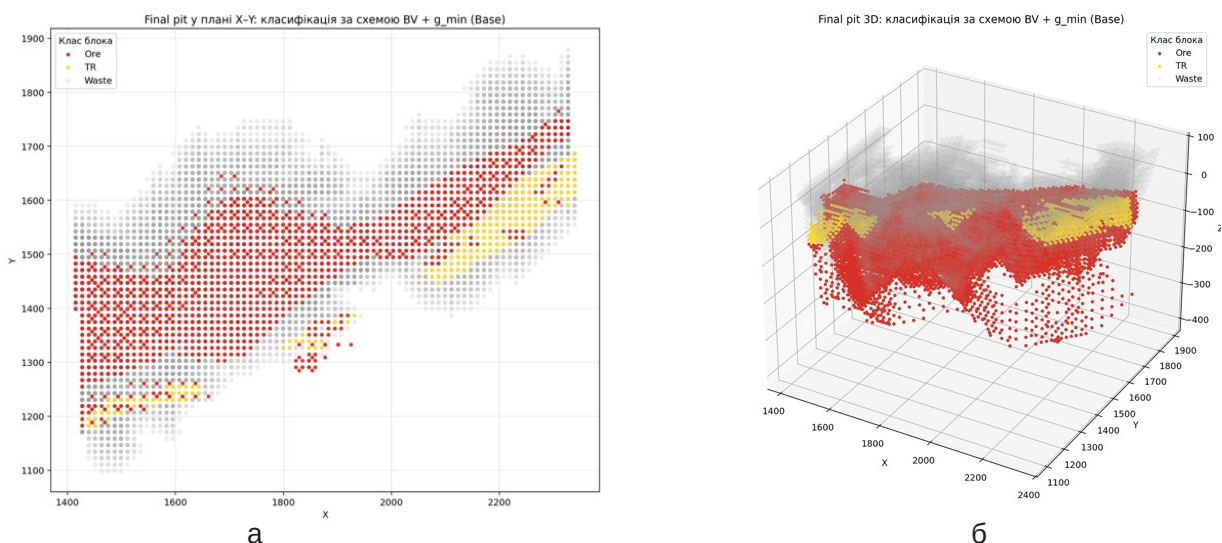 Final pit у плані X–Y: класифікація за схемою BV + g_min (Base)
Клас блока
Ore
TR
Waste
1900
1800
1700
1600
1500
1400
1300
1200
1100
Y
1400 1600 1800 2000 2200
X
а
Final pit 3D: класифікація за схемою BV + g_min (Base)
Клас блока
Ore
TR
Waste
100
0
−100
−200
−300
−400
Z
1400
1600
1800
2000
2200
2400
X
1100
1200
1300
1400
1500
1600
1700
1800
1900
Y
б